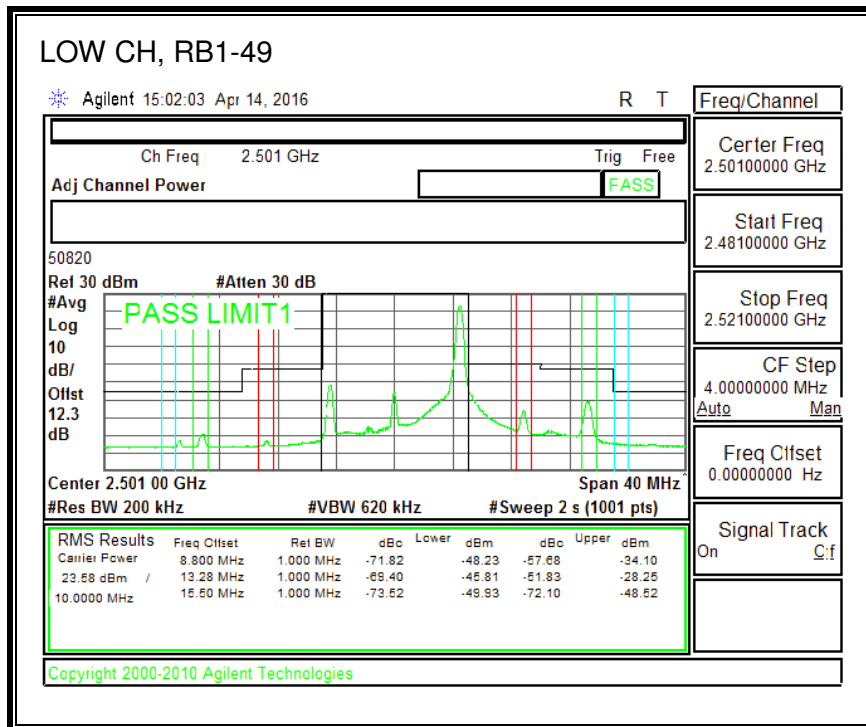 LOW CH, RB1-49
Agilent 15:02:03 Apr 14, 2016 R T
Freq/Channel
Ch Freq 2.501 GHz Trig Free
Adj Channel Power PASS
Center Freq
2.50100000 GHz
Start Freq
2.48100000 GHz
Stop Freq
2.52100000 GHz
CF Step
4.00000000 MHz
Auto Man
Freq Offset
0.00000000 Hz
Signal Track
On Off
50820
Ref 30 dBm #Atten 30 dB
#Avg
Log
10
dB/
Offst
12.3
dB
PASS LIMIT1
Center 2.501 00 GHz Span 40 MHz^
#Res BW 200 kHz #VBW 620 kHz #Sweep 2 s (1001 pts)
RMS Results Freq Offset Ref BW dBc Lower dBm dBc Upper dBm
Carrier Power 8.800 MHz 1.000 MHz -71.82 -48.23 -57.68 -34.10
23.58 dBm / 13.28 MHz 1.000 MHz -69.40 -45.81 -51.83 -28.25
10.0000 MHz 15.50 MHz 1.000 MHz -73.52 -49.93 -72.10 -48.52
Copyright 2000-2010 Agilent Technologies